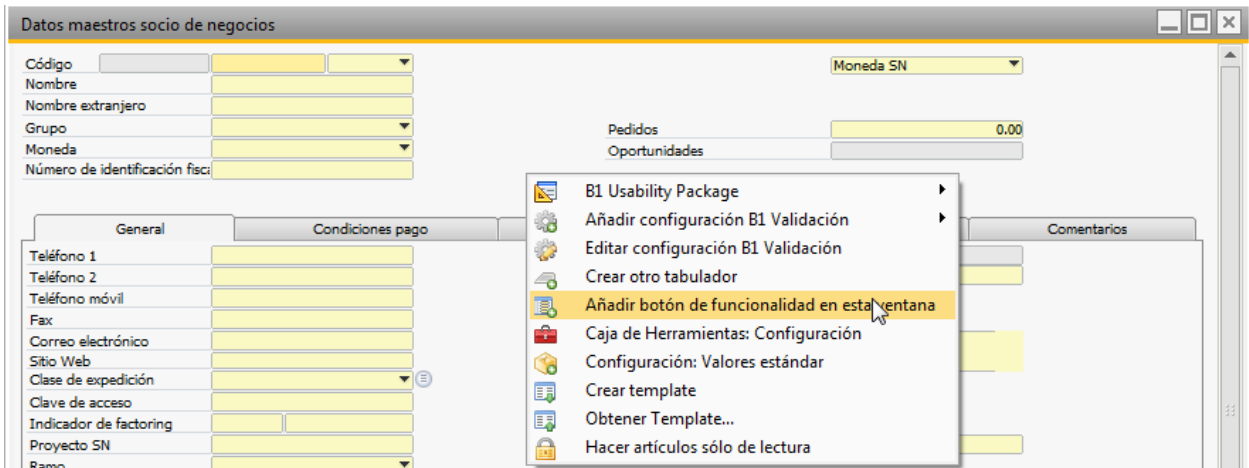 Datos maestros socio de negocios
Código
Moneda SN
Nombre
Nombre extranjero
Grupo
Pedidos 0.00
Moneda
Oportunidades
Número de identificación fisca
General Condiciones pago Comentarios
Teléfono 1
Teléfono 2
Teléfono móvil
Fax
Correo electrónico
Sitio Web
Clase de expedición
Clave de acceso
Indicador de factoring
Proyecto SN
Ramo
B1 Usability Package
Añadir configuración B1 Validación
Editar configuración B1 Validación
Crear otro tabulador
Añadir botón de funcionalidad en esta ventana
Caja de Herramientas: Configuración
Configuración: Valores estándar
Crear template
Obtener Template...
Hacer artículos sólo de lectura